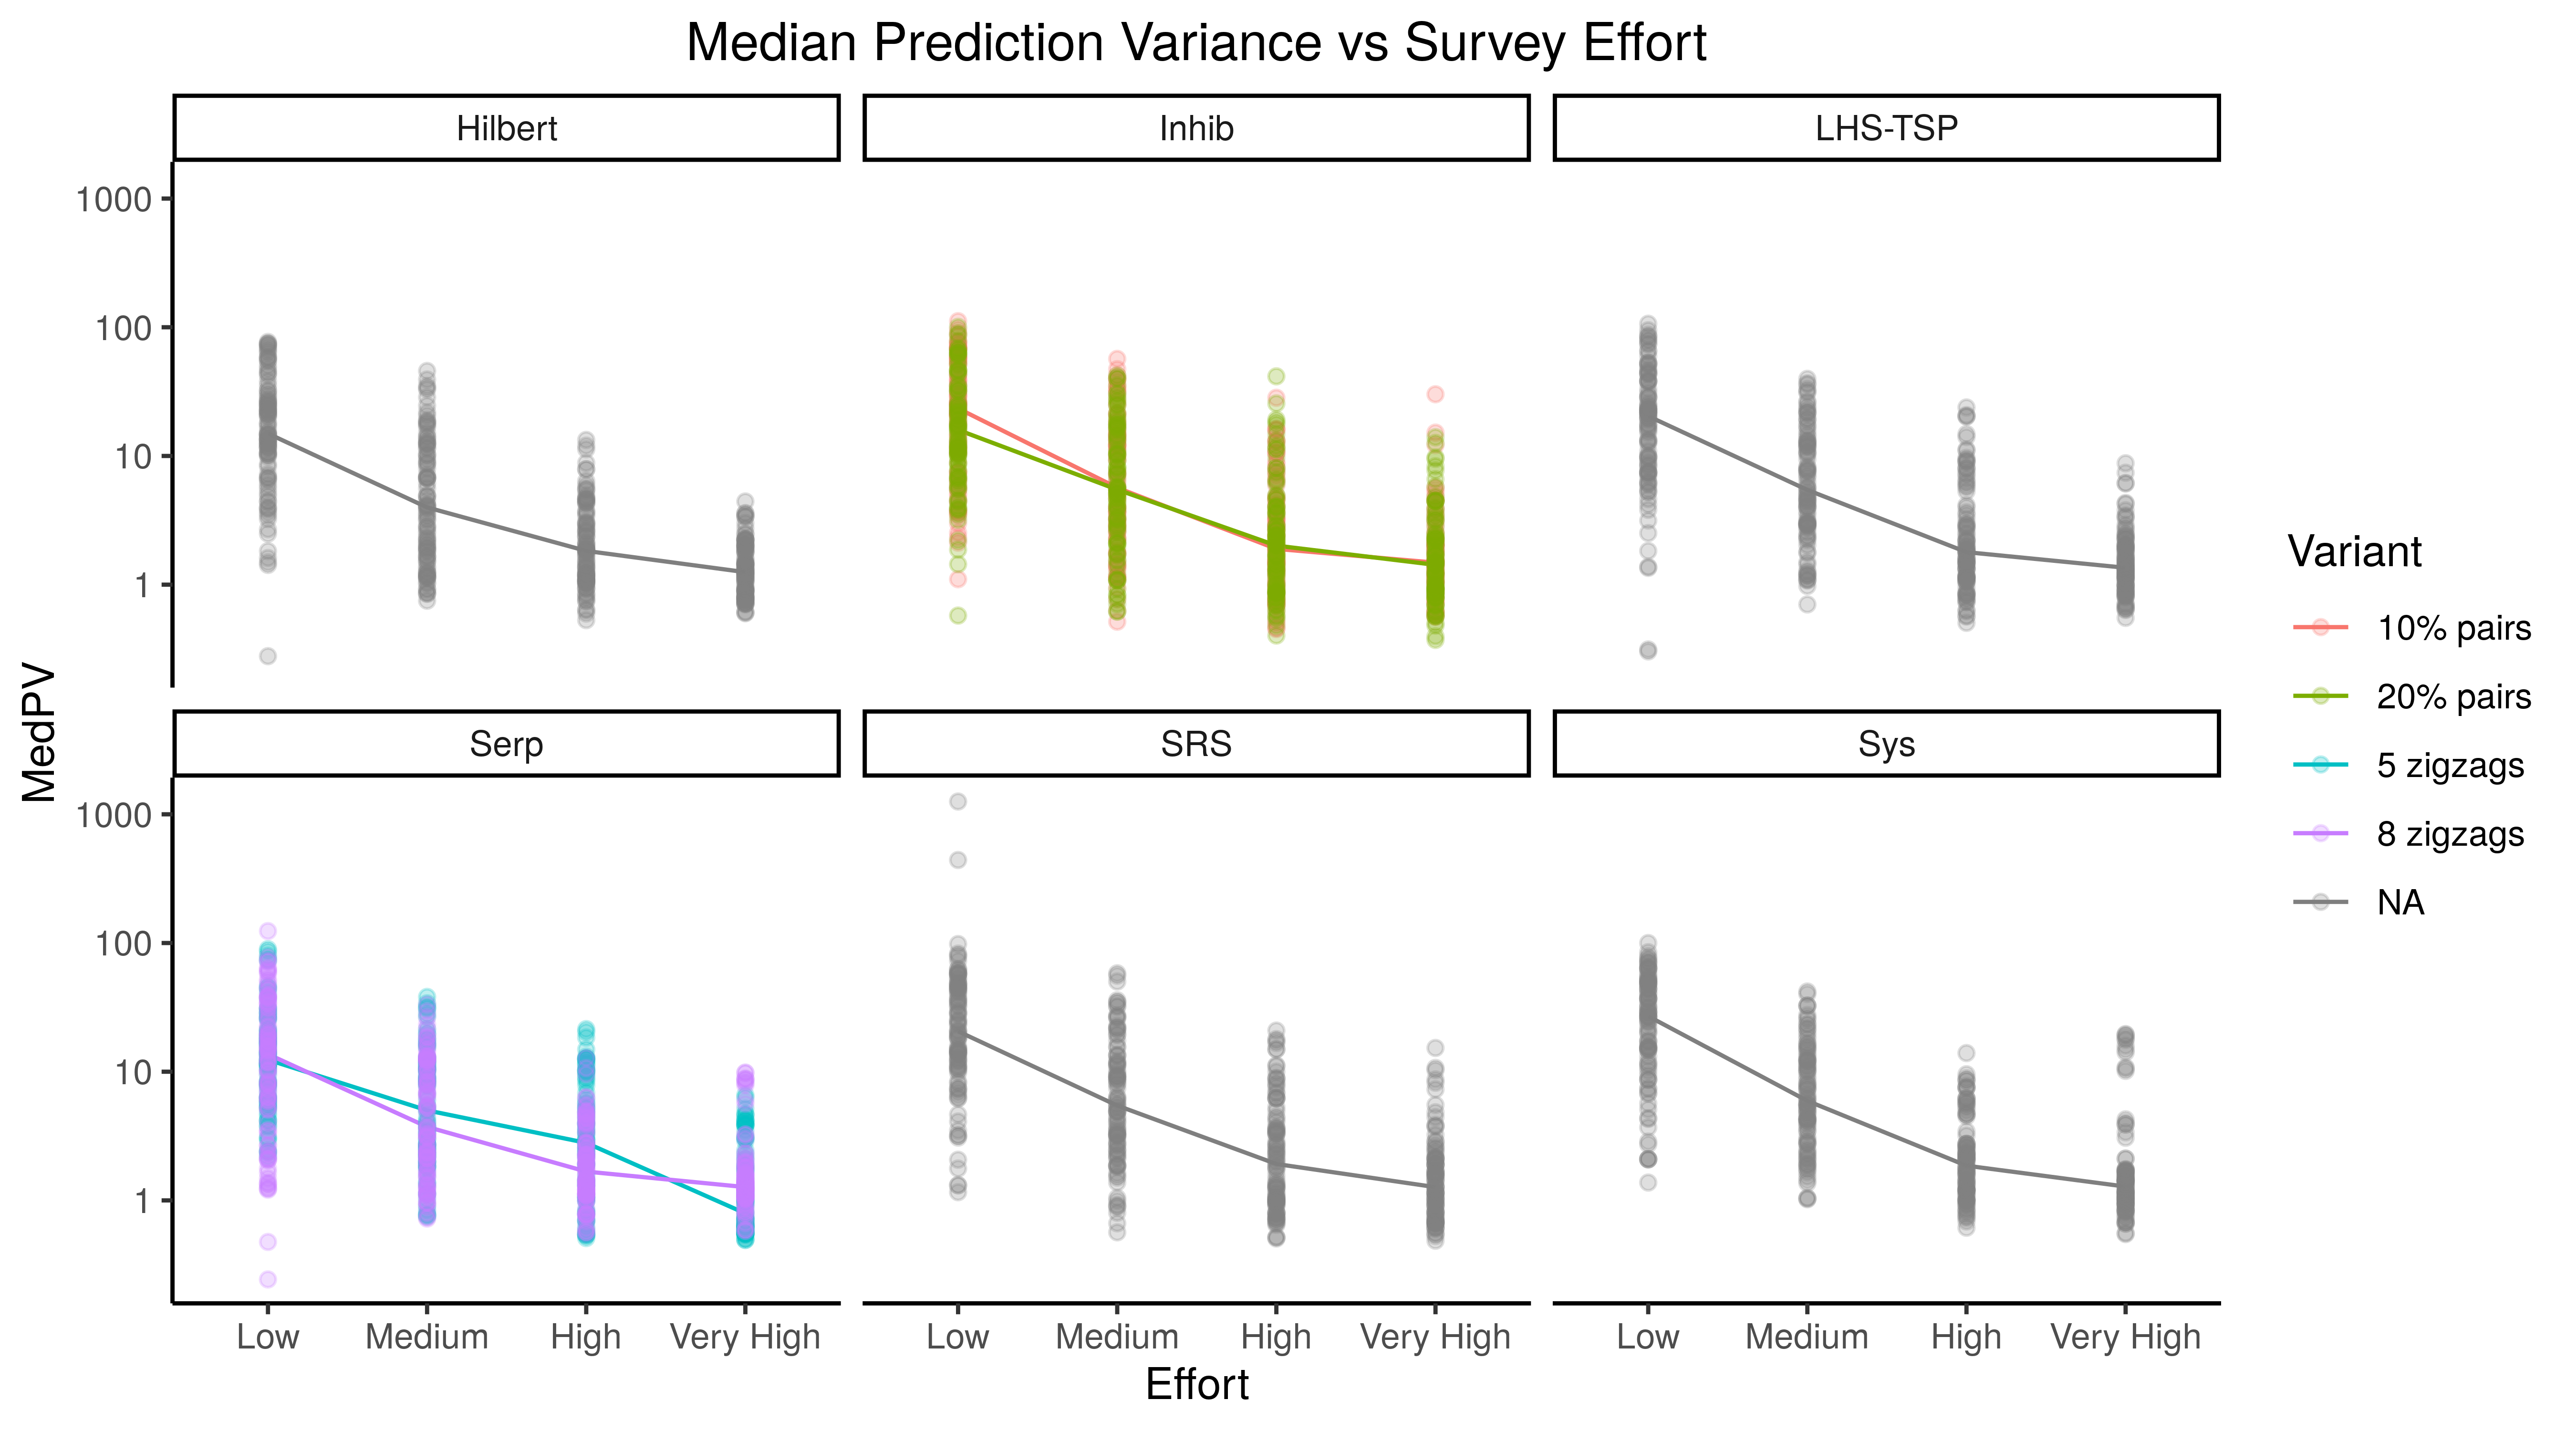 Median Prediction Variance vs Survey Effort
Hilbert
Inhib
LHS-TSP
1000
100
10
1
Serp
SRS
Sys
1000
100
10
1
MedPV
Low Medium High Very High
Low Medium High Very High
Low Medium High Very High
Effort
Variant
10% pairs
20% pairs
5 zigzags
8 zigzags
NA